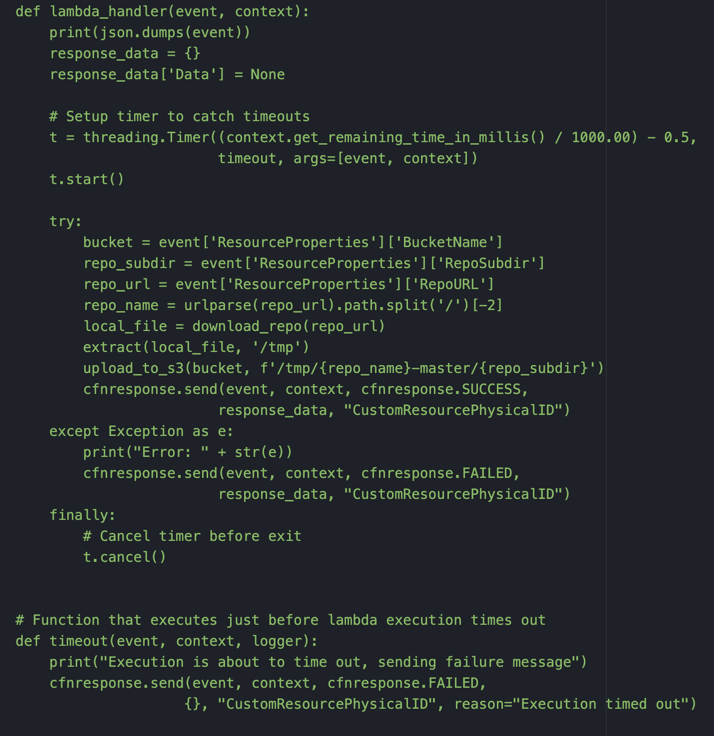 def lambda_handler(event, context):
    print(json.dumps(event))
    response_data = {}
    response_data['Data'] = None

    # Setup timer to catch timeouts
    t = threading.Timer((context.get_remaining_time_in_millis() / 1000.00) - 0.5,
                        timeout, args=[event, context])
    t.start()

    try:
        bucket = event['ResourceProperties']['BucketName']
        repo_subdir = event['ResourceProperties']['RepoSubdir']
        repo_url = event['ResourceProperties']['RepoURL']
        repo_name = urlparse(repo_url).path.split('/')[-2]
        local_file = download_repo(repo_url)
        extract(local_file, '/tmp')
        upload_to_s3(bucket, f'/tmp/{repo_name}-master/{repo_subdir}')
        cfnresponse.send(event, context, cfnresponse.SUCCESS,
                        response_data, "CustomResourcePhysicalID")
    except Exception as e:
        print("Error: " + str(e))
        cfnresponse.send(event, context, cfnresponse.FAILED,
                        response_data, "CustomResourcePhysicalID")
    finally:
        # Cancel timer before exit
        t.cancel()


# Function that executes just before lambda execution times out
def timeout(event, context, logger):
    print("Execution is about to time out, sending failure message")
    cfnresponse.send(event, context, cfnresponse.FAILED,
                    {}, "CustomResourcePhysicalID", reason="Execution timed out")